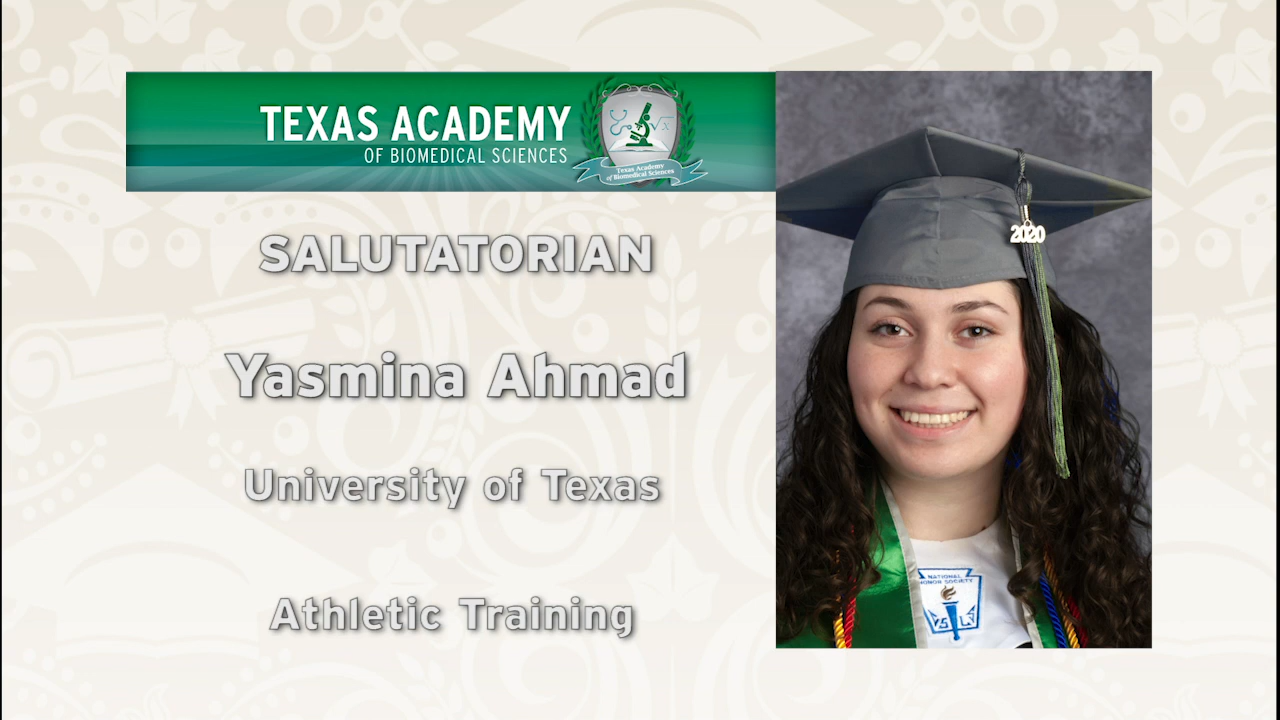 TEXAS ACADEMY
OF BIOMEDICAL SCIENCES
Texas Academy
of Biomedical Sciences
SALUTATORIAN
Yasmina Ahmad
University of Texas
Athletic Training
2020
NATIONAL
HONOR SOCIETY